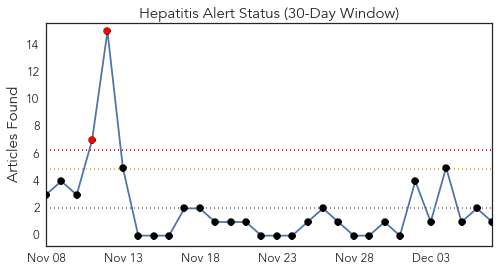 Hepatitis Alert Status (30-Day Window)
Articles Found
14
12
10
8
6
4
2
0
Nov 08
Nov 13
Nov 18
Nov 23
Nov 28
Dec 03